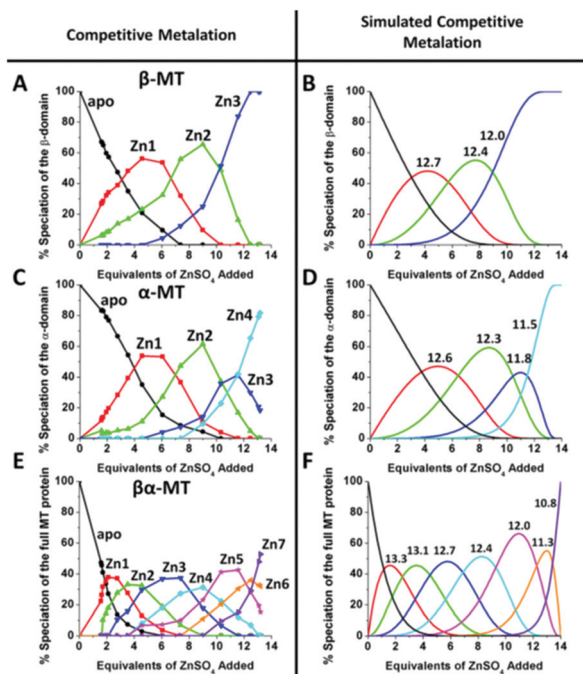 Competitive Metalation
Simulated Competitive
Metalation
A
β-MT
% Speciation of the β-domain
100
80
60
40
20
0
apo
Zn1
Zn2
Zn3
0 2 4 6 8 10 12 14
Equivalents of ZnSO4 Added
B
% Speciation of the β-domain
100
80
60
40
20
0
12.7
12.4
12.0
0 2 4 6 8 10 12 14
Equivalents of ZnSO4 Added
C
α-MT
% Speciation of the α-domain
100
80
60
40
20
0
apo
Zn1
Zn2
Zn4
Zn3
0 2 4 6 8 10 12 14
Equivalents of ZnSO4 Added
D
% Speciation of the α-domain
100
80
60
40
20
0
12.6
12.3
11.8
11.5
0 2 4 6 8 10 12 14
Equivalents of ZnSO4 Added
E
βα-MT
% Speciation of the full MT protein
100
80
60
40
20
0
apo
Zn1
Zn2
Zn3
Zn4
Zn5
Zn7
Zn6
0 2 4 6 8 10 12 14
Equivalents of ZnSO4 Added
F
% Speciation of the full MT protein
100
80
60
40
20
0
13.3
13.1
12.7
12.4
12.0
11.3
10.8
0 2 4 6 8 10 12 14
Equivalents of ZnSO4 Added